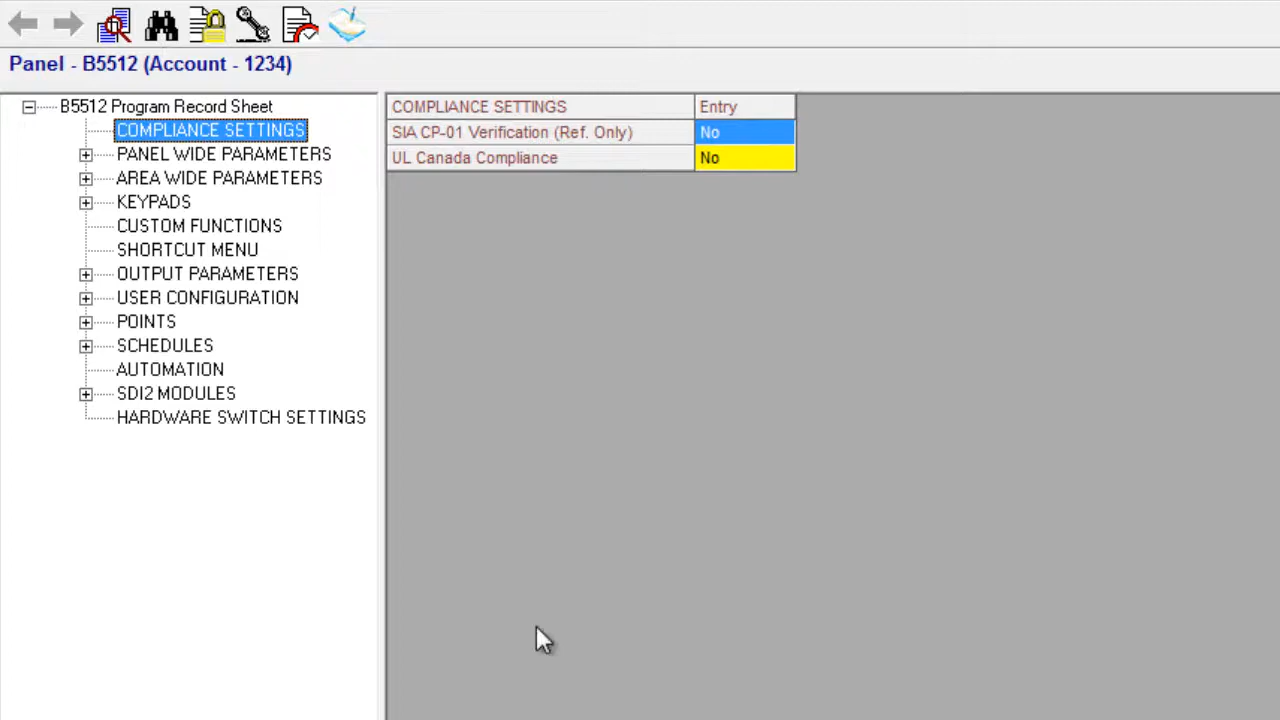 Panel - B5512 (Account - 1234)
B5512 Program Record Sheet
COMPLIANCE SETTINGS
PANEL WIDE PARAMETERS
AREA WIDE PARAMETERS
KEYPADS
CUSTOM FUNCTIONS
SHORTCUT MENU
OUTPUT PARAMETERS
USER CONFIGURATION
POINTS
SCHEDULES
AUTOMATION
SDI2 MODULES
HARDWARE SWITCH SETTINGS
COMPLIANCE SETTINGS Entry
SIA CP-01 Verification (Ref. Only) No
UL Canada Compliance No